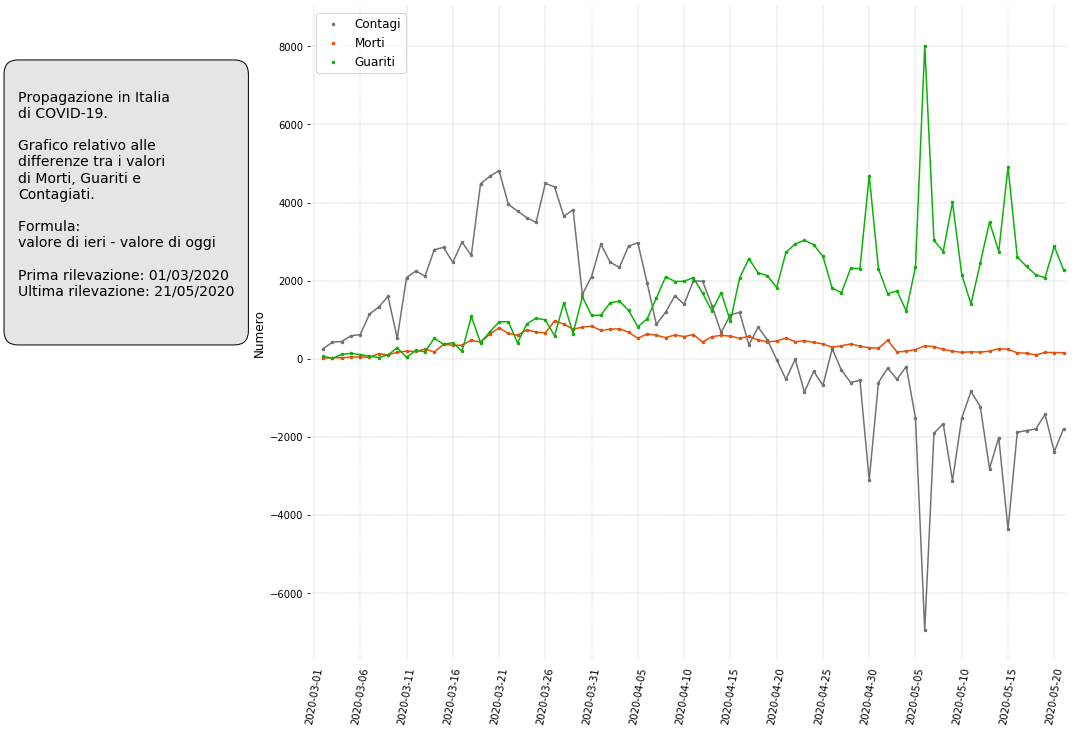 Propagazione in Italia
di COVID-19.
Grafico relativo alle
differenze tra i valori
di Morti, Guariti e
Contagiati.
Formula:
valore di ieri - valore di oggi
Prima rilevazione: 01/03/2020
Ultima rilevazione: 21/05/2020
Contagi
Morti
Guariti
Numero
8000
6000
4000
2000
0
−2000
−4000
−6000
2020-03-01
2020-03-06
2020-03-11
2020-03-16
2020-03-21
2020-03-26
2020-03-31
2020-04-05
2020-04-10
2020-04-15
2020-04-20
2020-04-25
2020-04-30
2020-05-05
2020-05-10
2020-05-15
2020-05-20